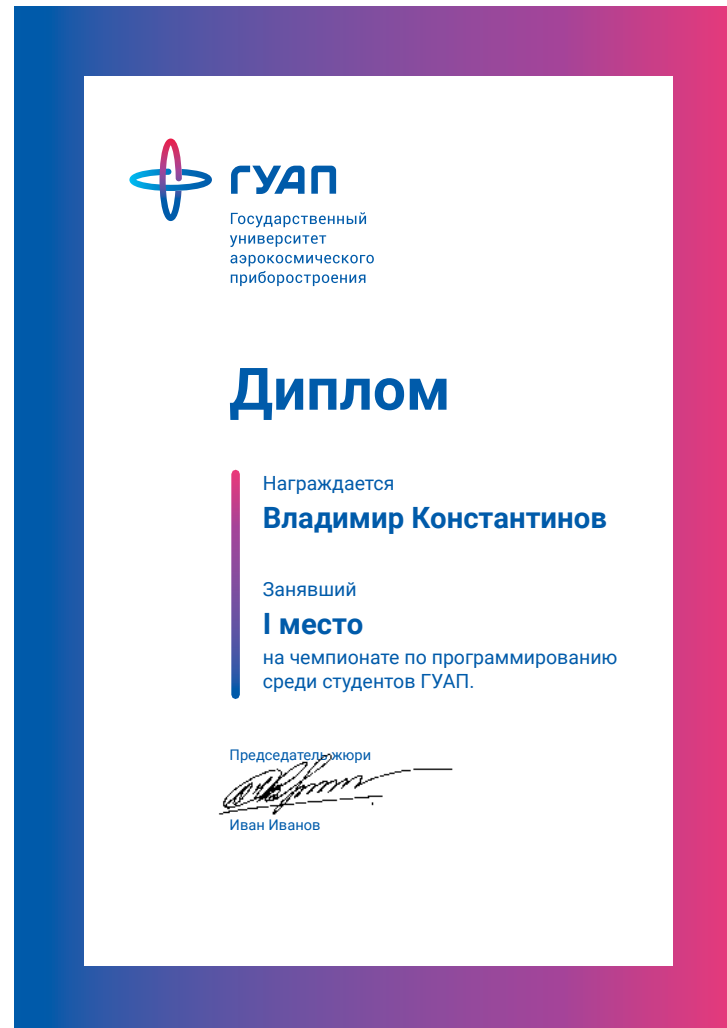 ГУАП
Государственный
университет
аэрокосмического
приборостроения
Диплом
Награждается
Владимир Константинов
Занявший
I место
на чемпионате по программированию
среди студентов ГУАП.
Председатель жюри
Иван Иванов